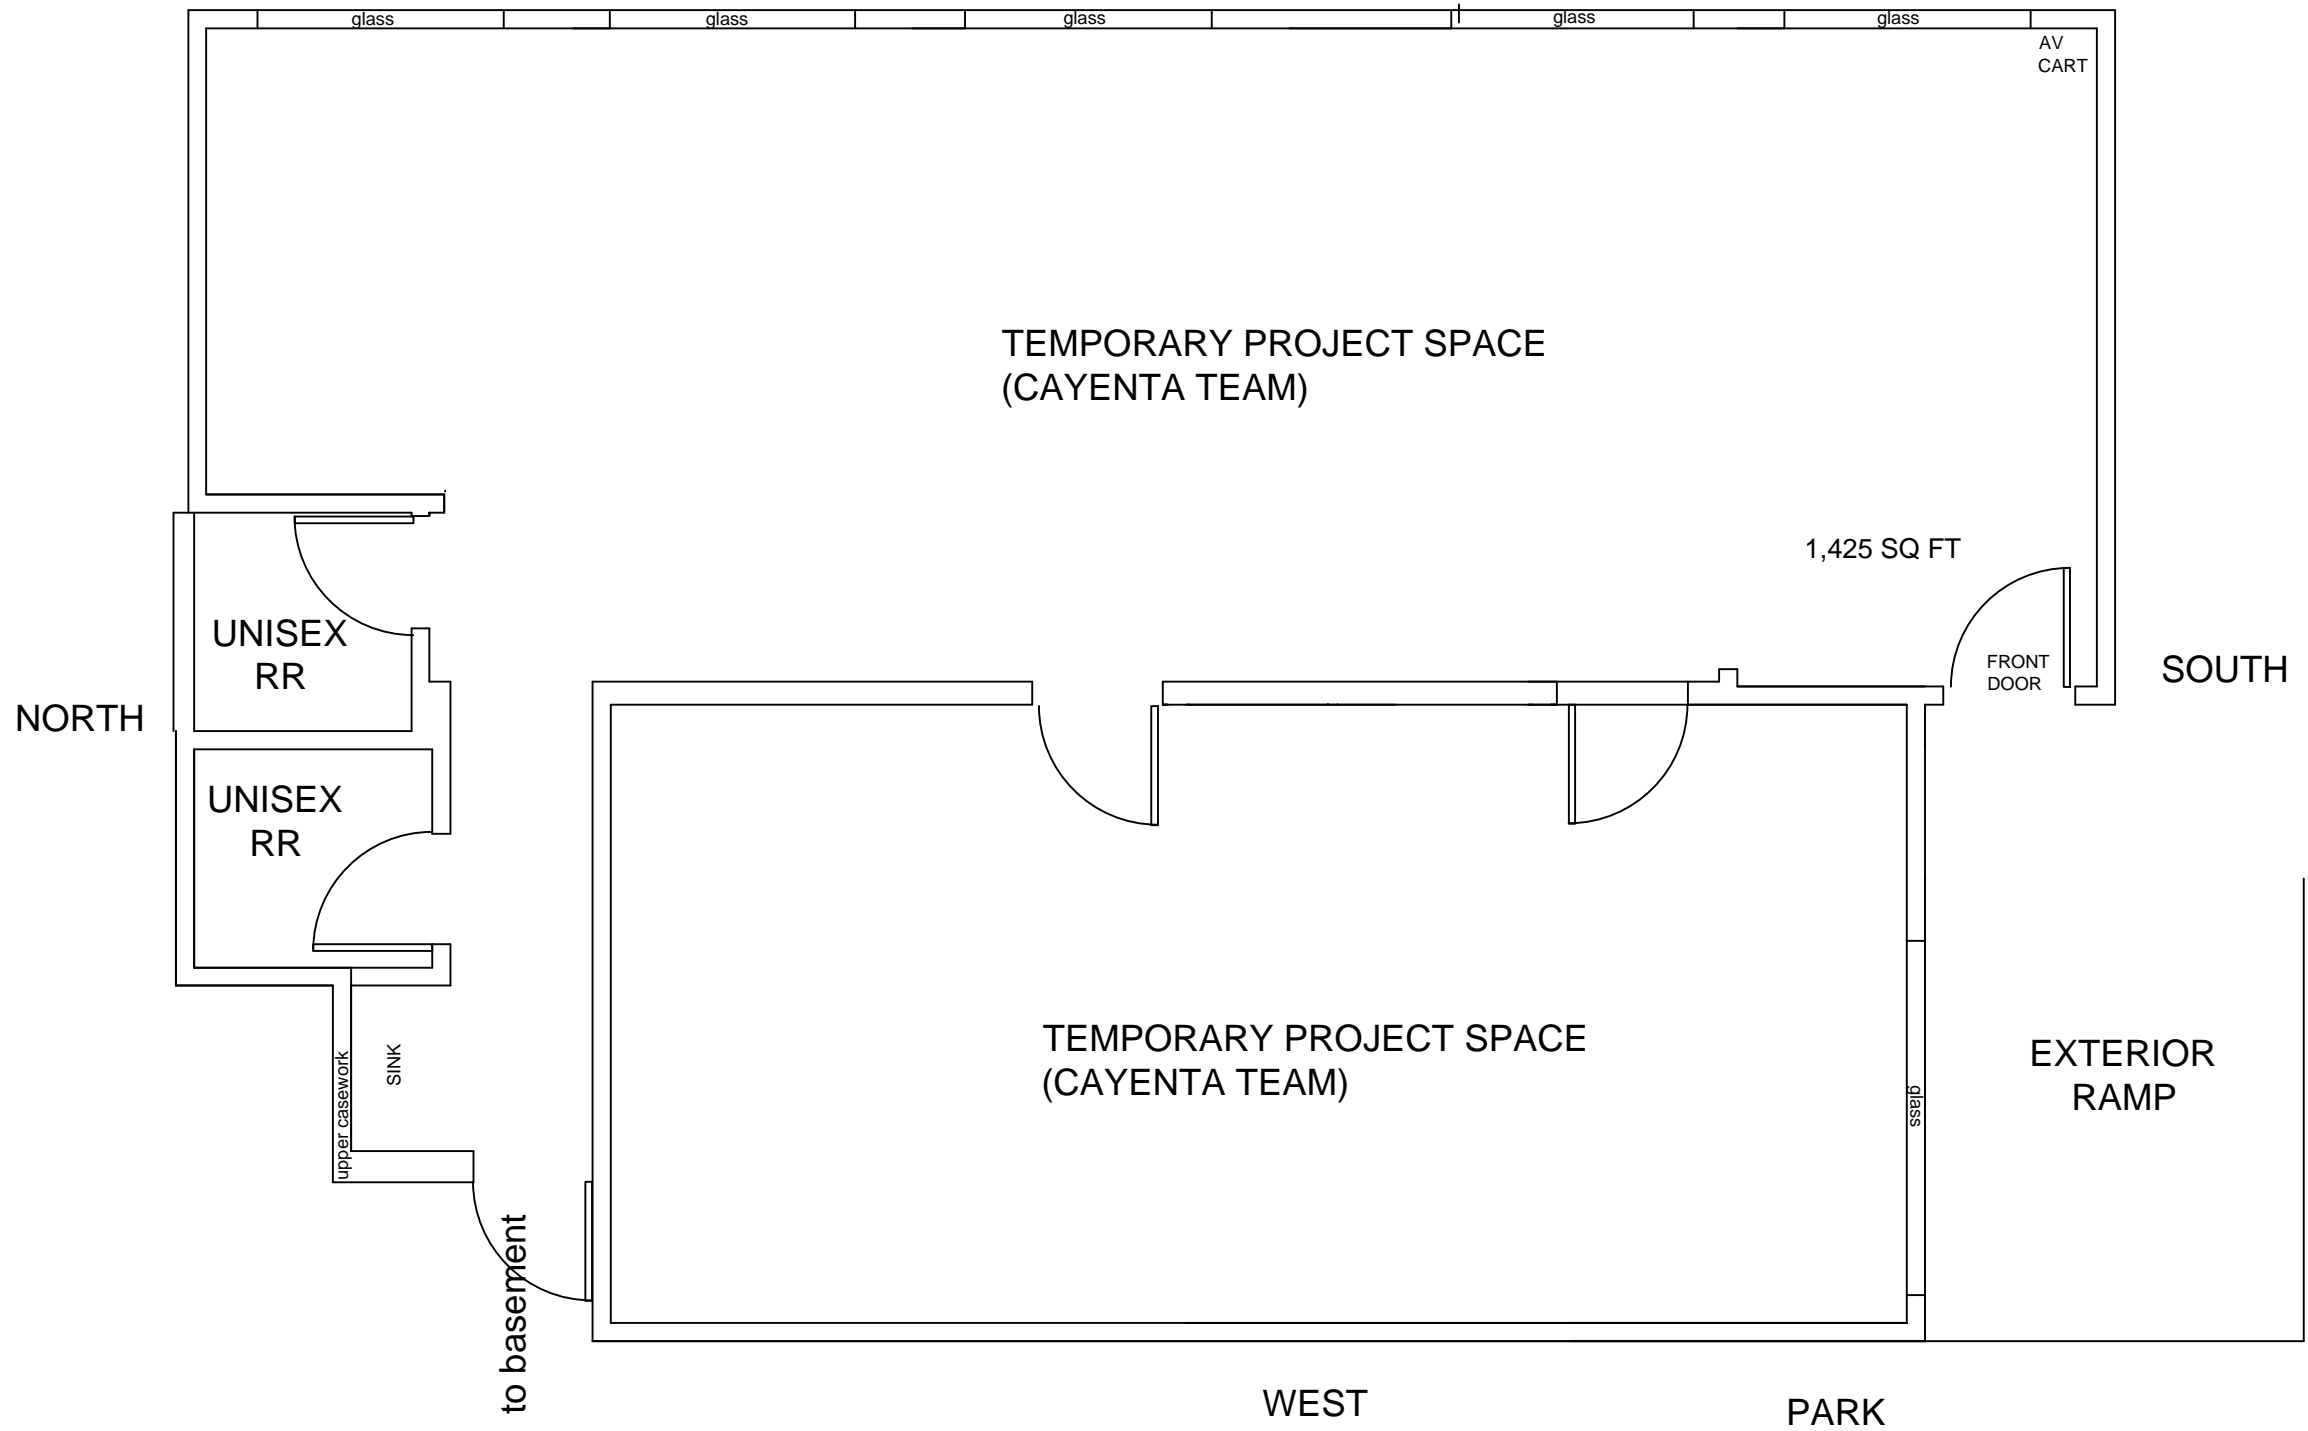 glass
glass
glass
glass
glass
AV
CART
TEMPORARY PROJECT SPACE
(CAYENTA TEAM)
1,425 SQ FT
UNISEX
RR
FRONT
DOOR
SOUTH
NORTH
UNISEX
RR
TEMPORARY PROJECT SPACE
(CAYENTA TEAM)
EXTERIOR
RAMP
SINK
upper casework
glass
to basement
WEST
PARK